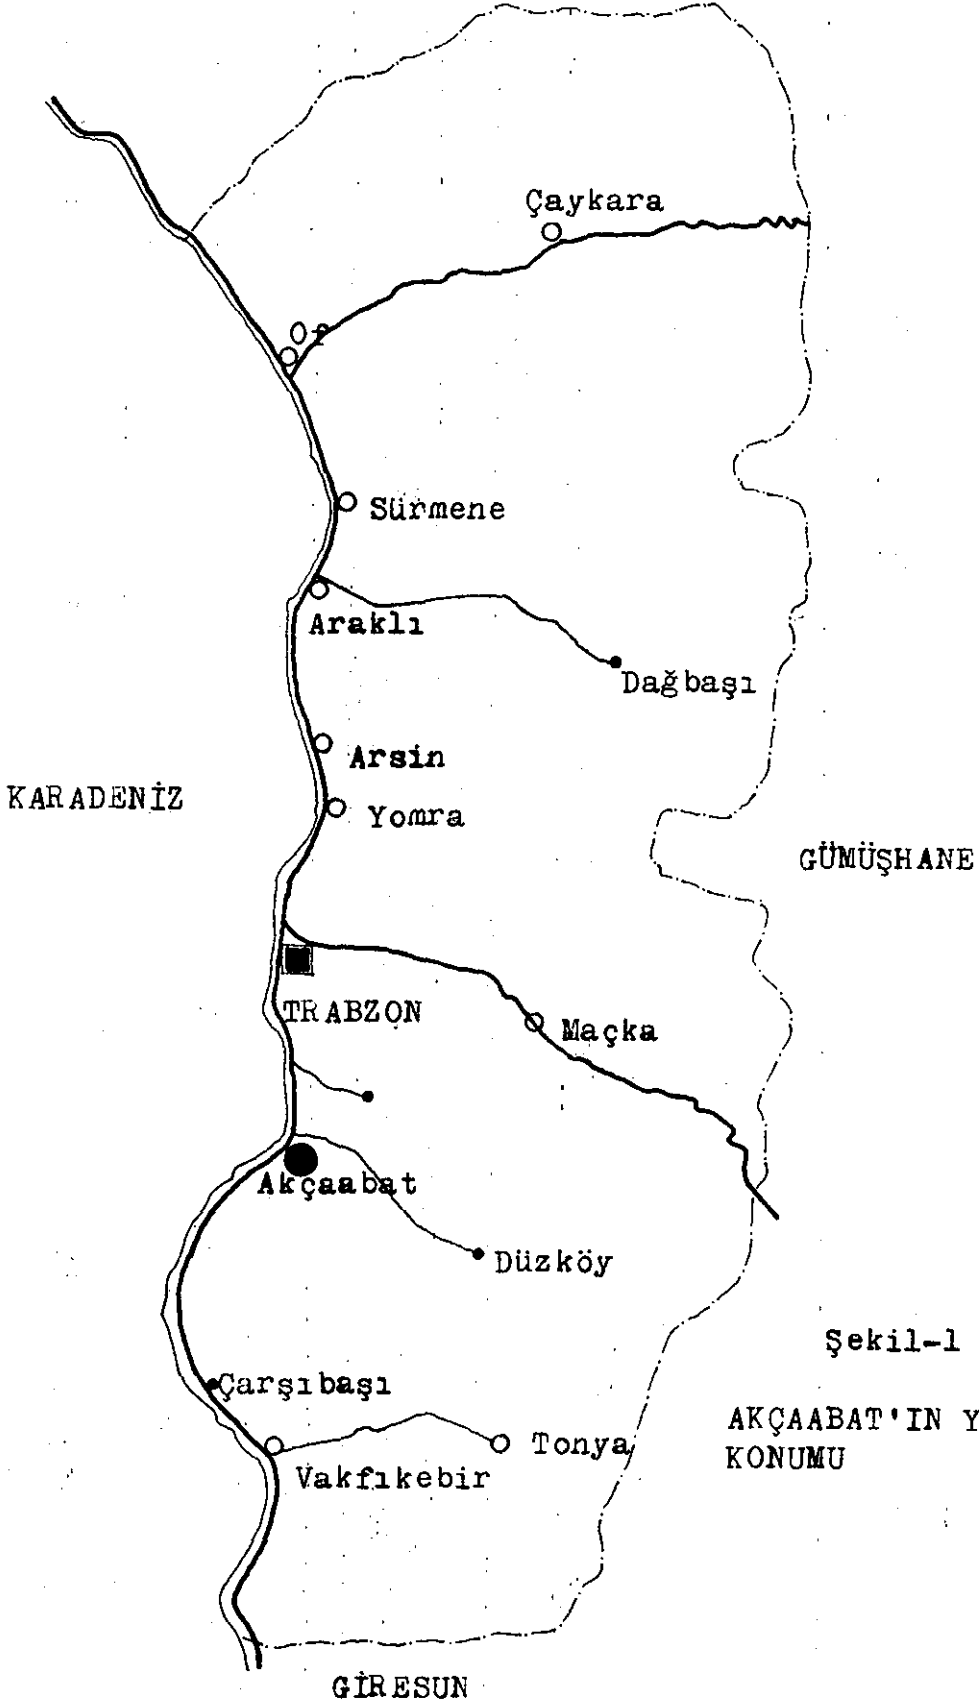 Çaykara
Of
Sürmene
Araklı
Dağbaşı
Arsin
KARADENİZ
Yomra
GÜMÜŞHANE
TRABZON
Maçka
Akçaabat
Düzköy
Şekil-1
Çarşıbaşı
AKÇAABAT'IN Y
KONUMU
Tonya
Vakfıkebir
GİRESUN